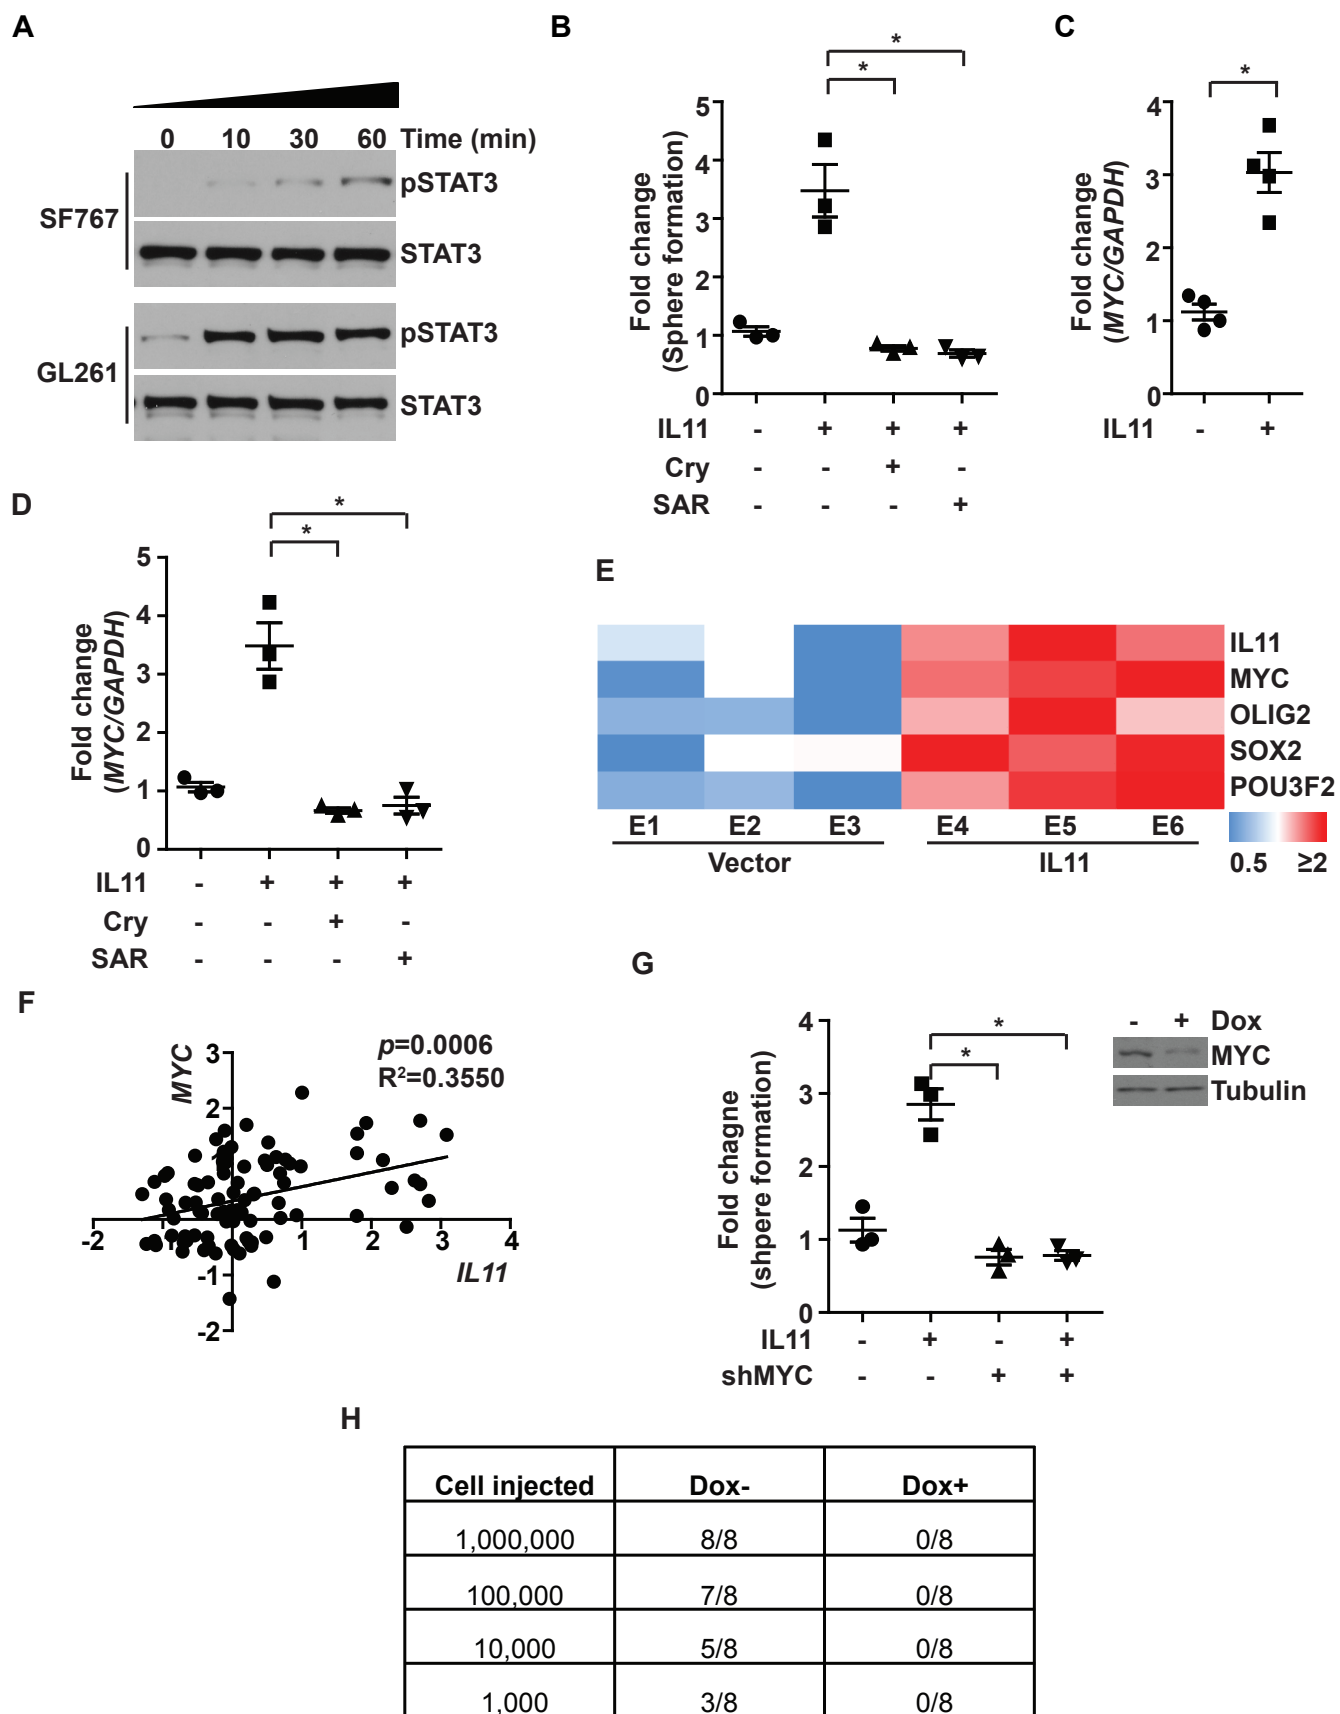 A
0 10 30 60 Time (min)
SF767
pSTAT3
STAT3
GL261
pSTAT3
STAT3
B
* 
*
Fold change
(Sphere formation)
5
4
3
2
1
0
IL11 - + + +
Cry - - + -
SAR - - - +
C
*
Fold change
(MYC/GAPDH)
4
3
2
1
0
IL11 - +
D
*
*
Fold change
(MYC/GAPDH)
5
4
3
2
1
0
IL11 - + + +
Cry - - + -
SAR - - - +
E
IL11
MYC
OLIG2
SOX2
POU3F2
E1 E2 E3 E4 E5 E6
Vector IL11
0.5 ≥2
F
MYC
p=0.0006
R²=0.3550
3
2
-2 -1 1 2 3 4
-1
-2
IL11
G
*
*
Fold chagne
(shpere formation)
4
3
2
1
0
IL11 - + - +
shMYC - - + +
- + Dox
MYC
Tubulin
H
Cell injected Dox- Dox+
1,000,000 8/8 0/8
100,000 7/8 0/8
10,000 5/8 0/8
1,000 3/8 0/8